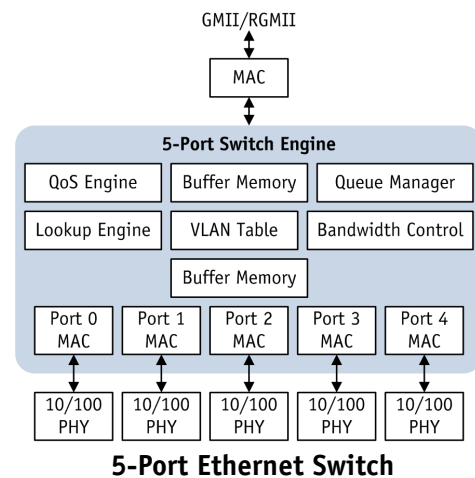 GMII/RGMII
MAC
5-Port Switch Engine
QoS Engine
Buffer Memory
Queue Manager
Lookup Engine
VLAN Table
Bandwidth Control
Buffer Memory
Port 0
MAC
Port 1
MAC
Port 2
MAC
Port 3
MAC
Port 4
MAC
10/100
PHY
10/100
PHY
10/100
PHY
10/100
PHY
10/100
PHY
5-Port Ethernet Switch